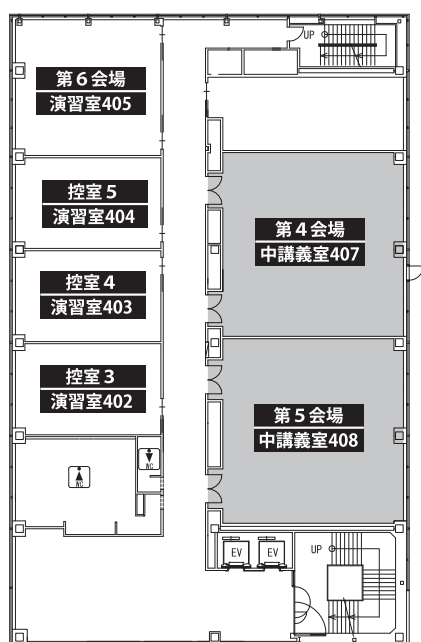 UP
第6会場
演習室405
控室5
演習室404
第4会場
中講義室407
控室4
演習室403
控室3
演習室402
第5会場
中講義室408
WC
WC
EV
EV
UP